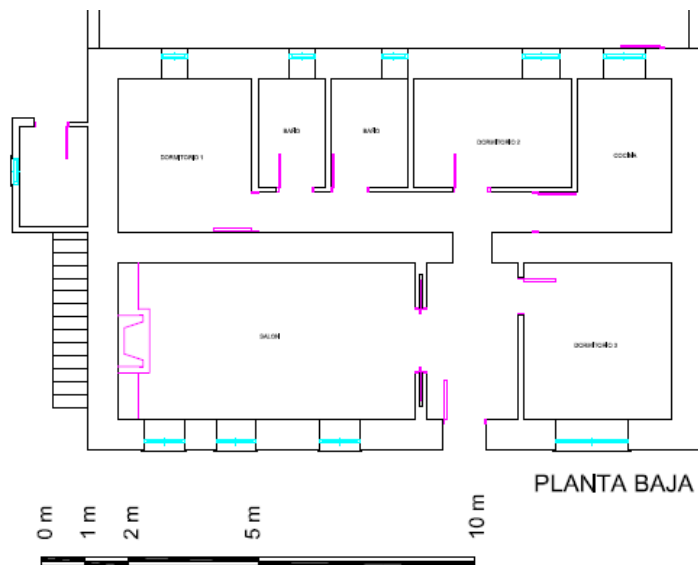 BAÑO
BAÑO
DORMITORIO 1
DORMITORIO 2
COCINA
SALON
DORMITORIO 3
PLANTA BAJA
0 m
1 m
2 m
5 m
10 m